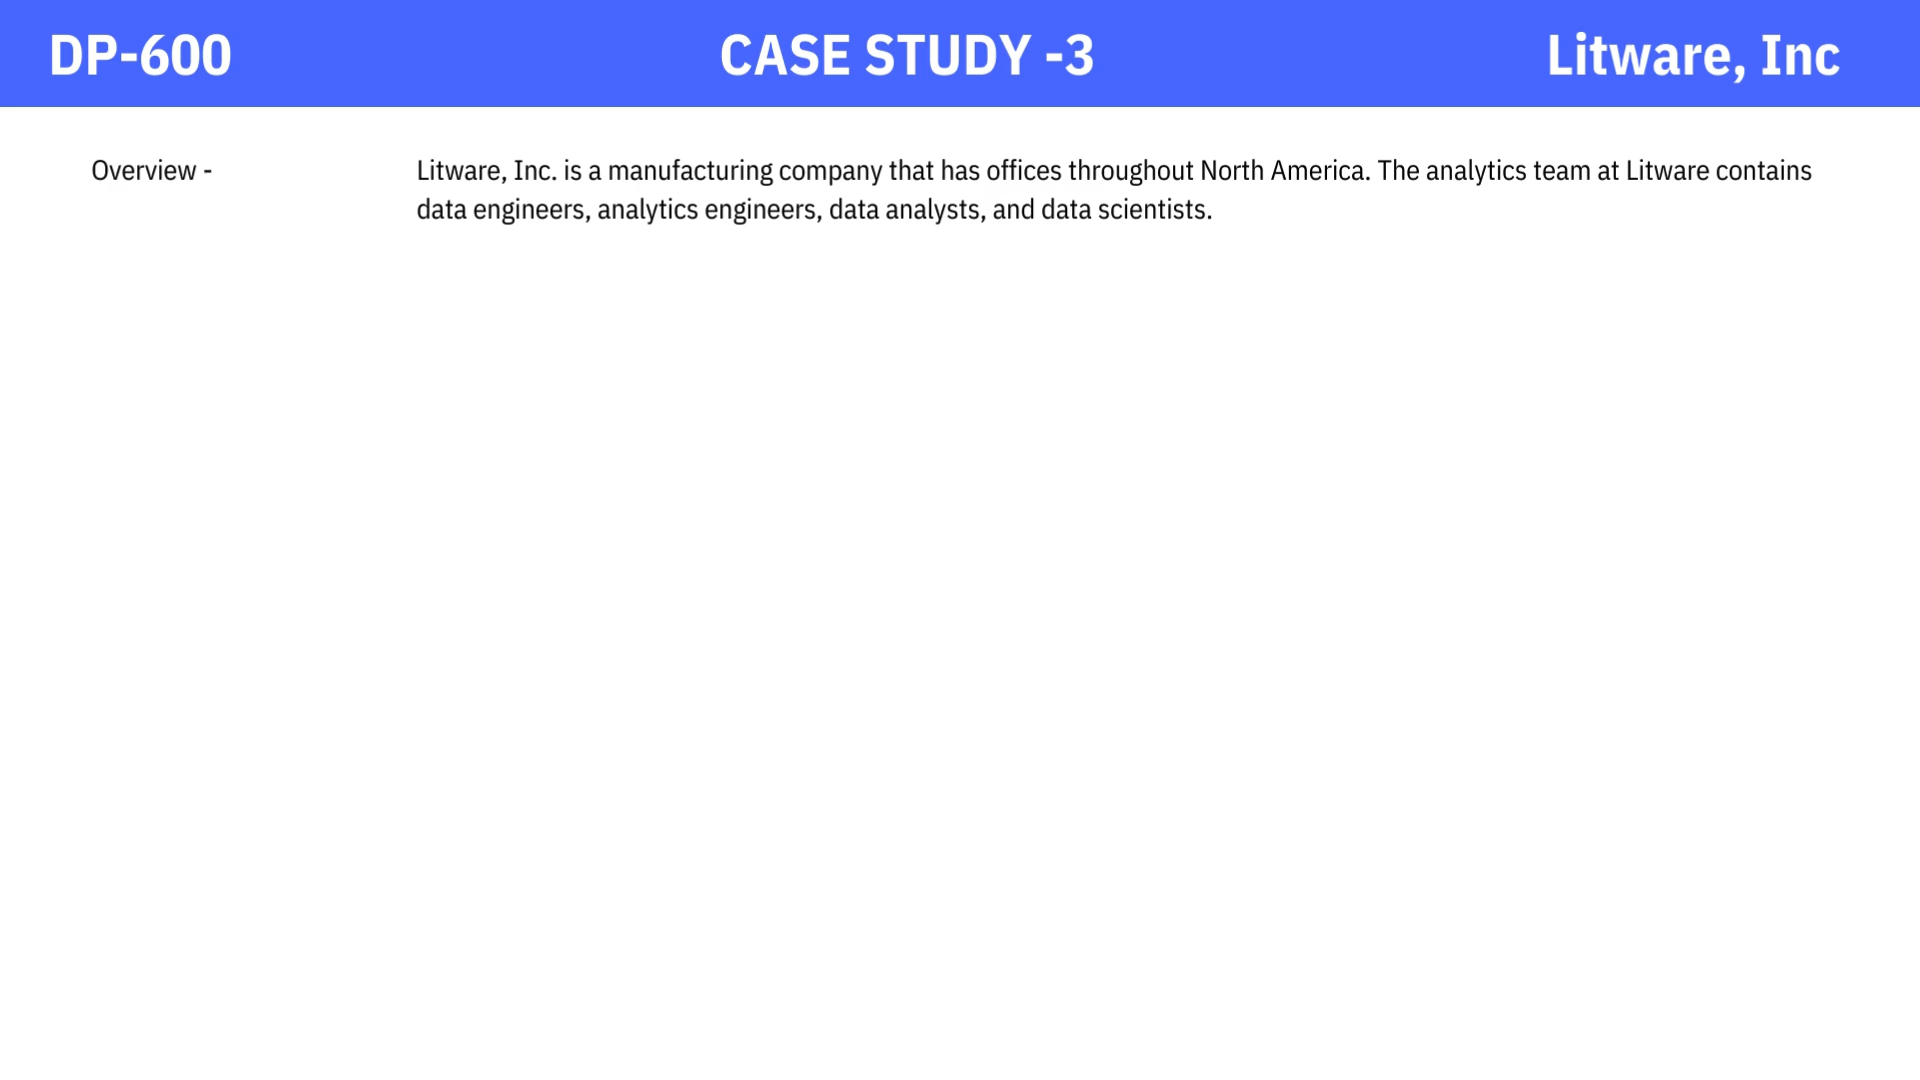 DP-600 CASE STUDY -3 Litware, Inc
Overview - Litware, Inc. is a manufacturing company that has offices throughout North America. The analytics team at Litware contains
data engineers, analytics engineers, data analysts, and data scientists.